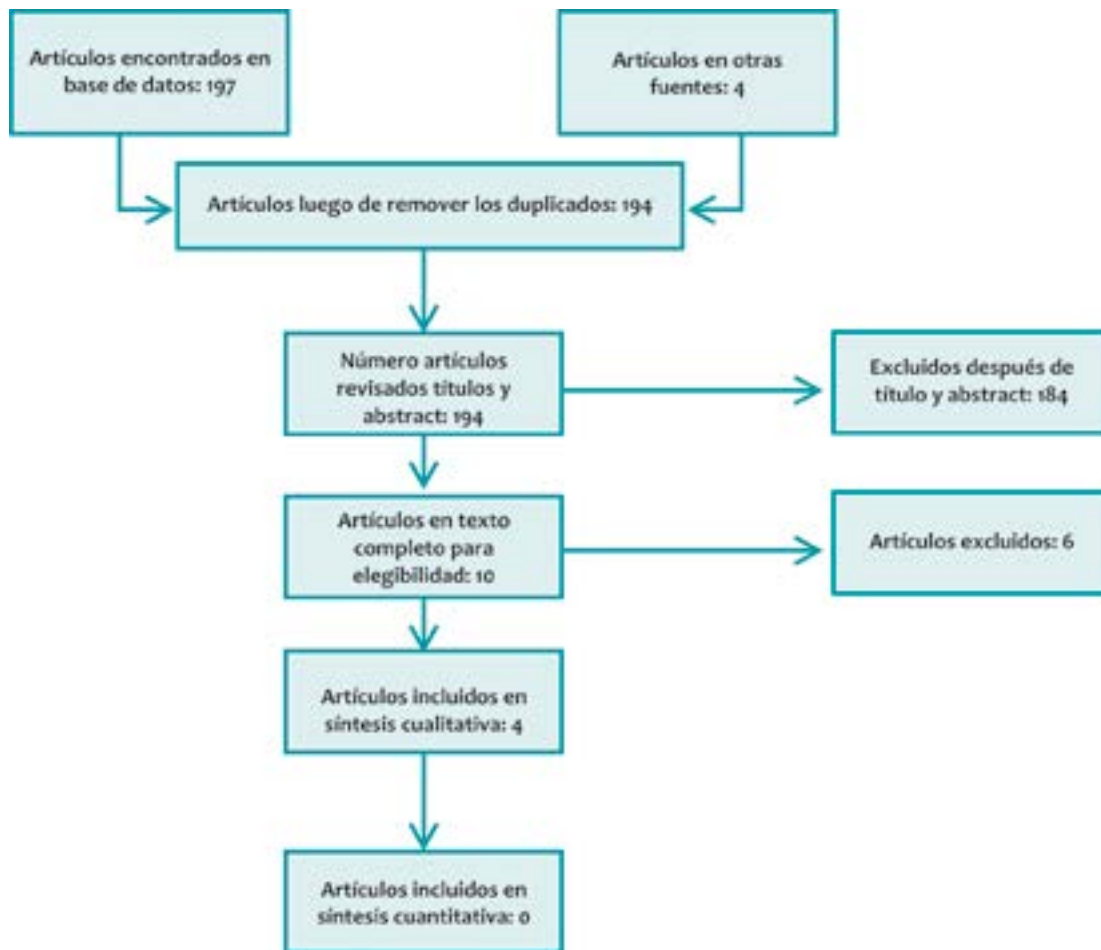 Artículos encontrados en
base de datos: 197
Artículos en otras
fuentes: 4
Artículos luego de remover los duplicados: 194
Número artículos
revisados títulos y
abstract: 194
Excluidos después de
título y abstract: 184
Artículos en texto
completo para
elegibilidad: 10
Artículos excluidos: 6
Artículos incluidos en
síntesis cualitativa: 4
Artículos incluidos en
síntesis cuantitativa: 0